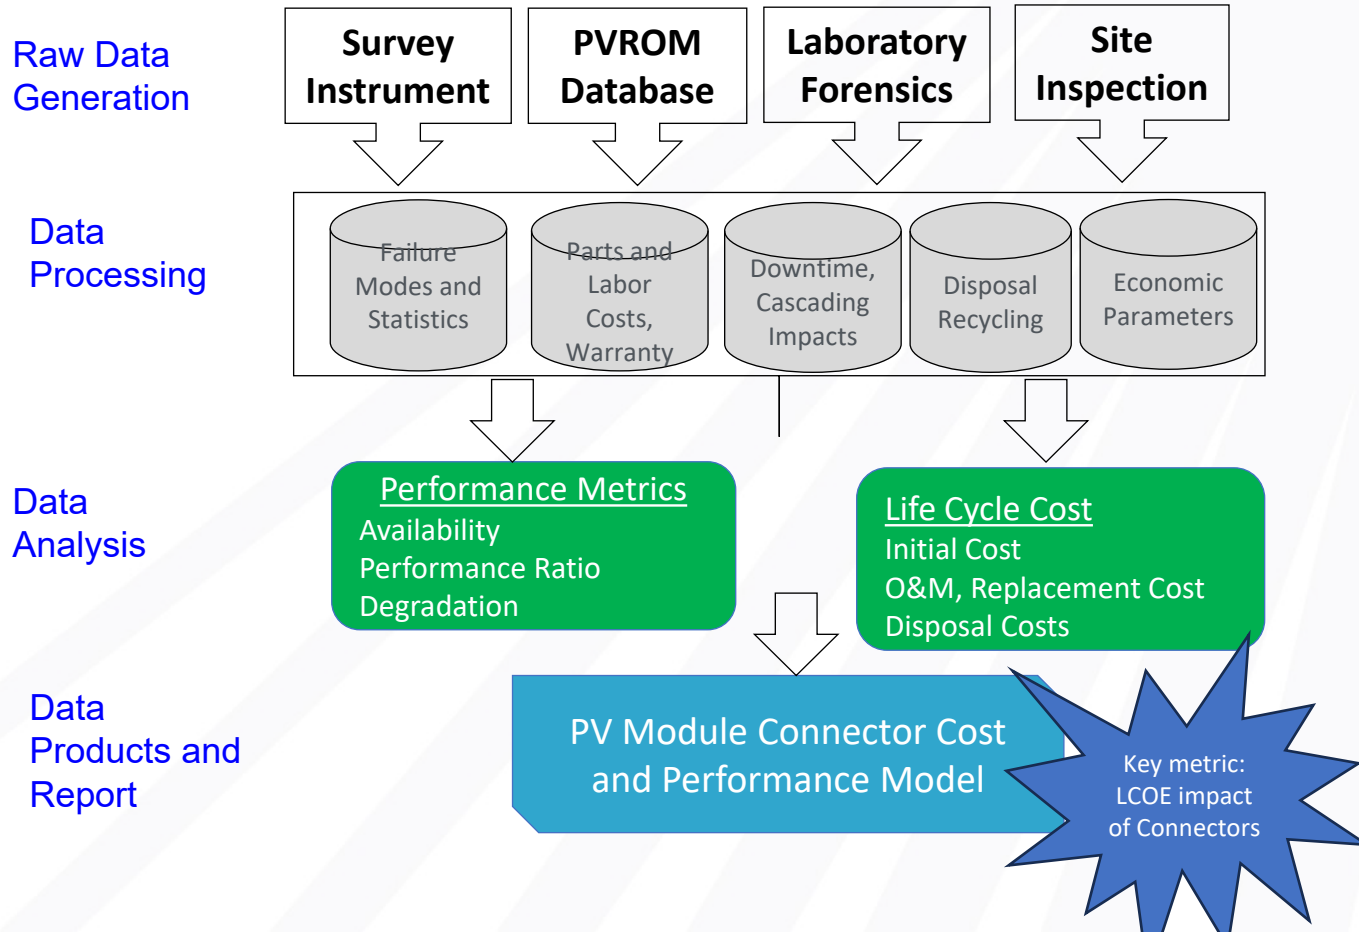 Raw Data
Generation
Survey
Instrument
PVROM
Database
Laboratory
Forensics
Site
Inspection
Data
Processing
Failure
Modes and
Statistics
Parts and
Labor
Costs,
Warranty
Downtime,
Cascading
Impacts
Disposal
Recycling
Economic
Parameters
Data
Analysis
Performance Metrics
Availability
Performance Ratio
Degradation
Life Cycle Cost
Initial Cost
O&M, Replacement Cost
Disposal Costs
Data
Products and
Report
PV Module Connector Cost
and Performance Model
Key metric:
LCOE impact
of Connectors